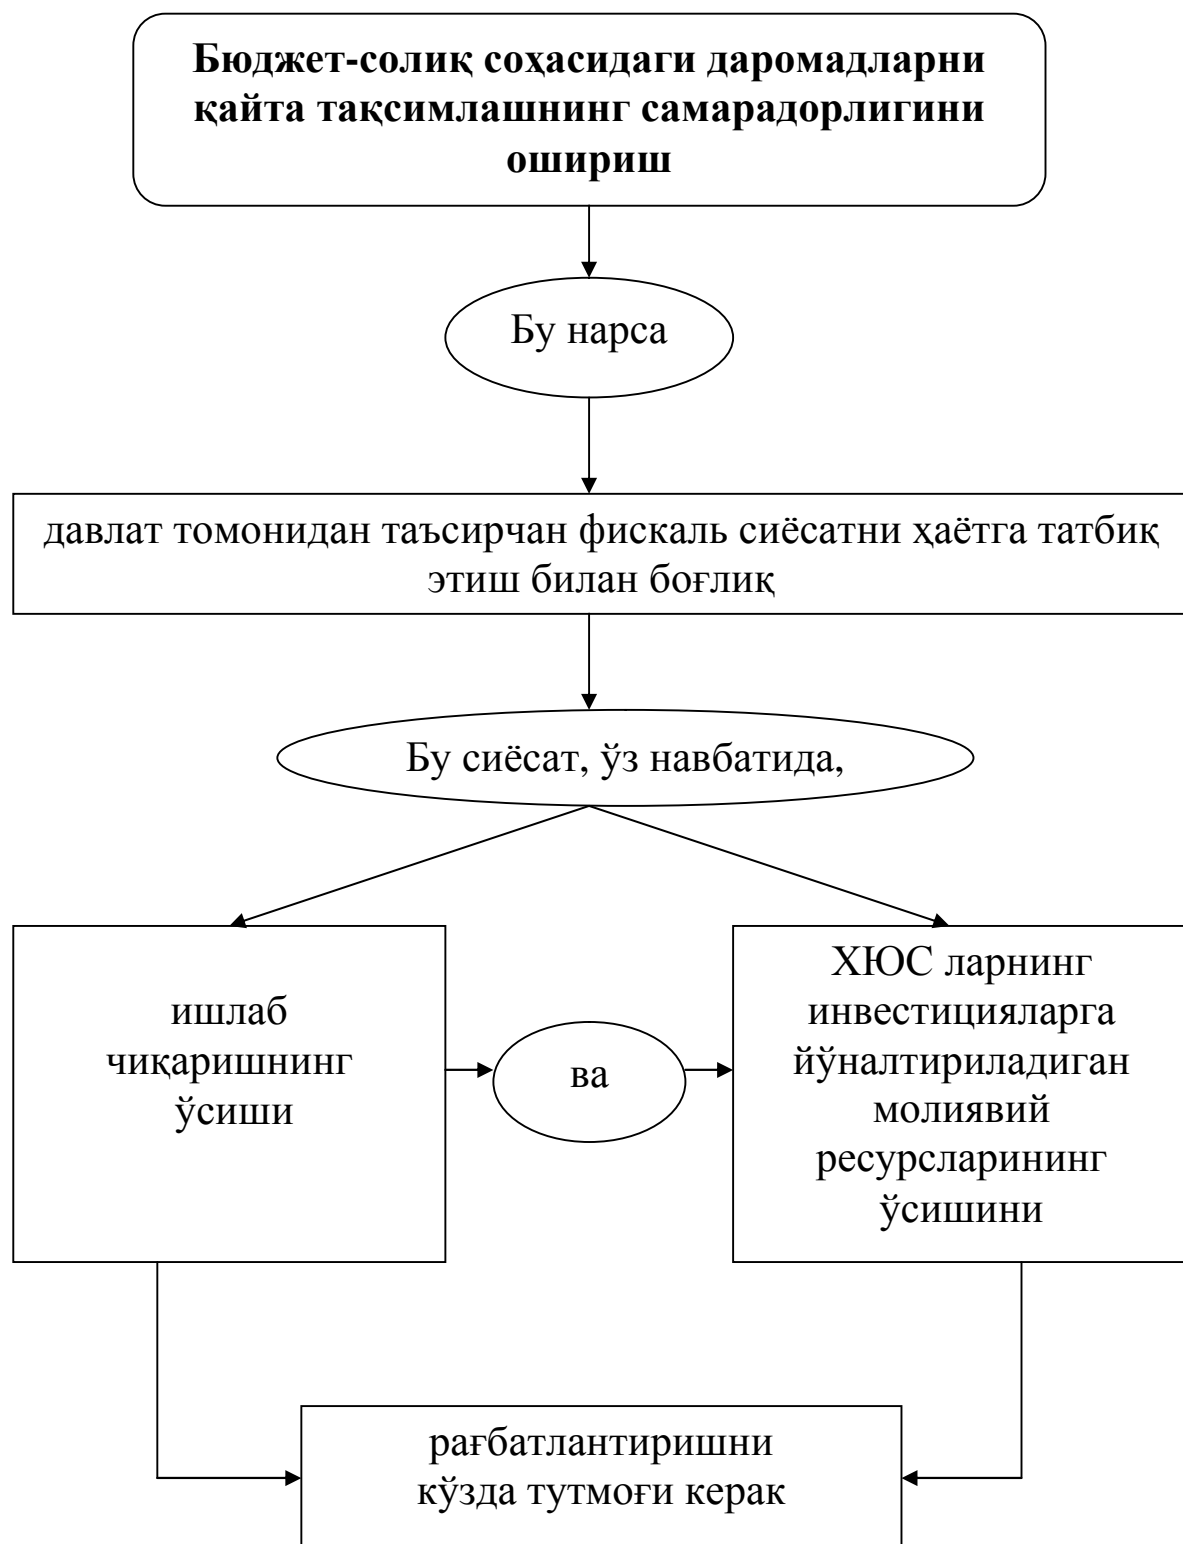 Бюджет-солиқ соҳасидаги даромадларни
қайта тақсимлашнинг самарадорлигини
ошириш
Бу нарса
давлат томонидан таъсирчан фискаль сиёсатни ҳаётга татбиқ
этиш билан боғлиқ
Бу сиёсат, ўз навбатида,
ишлаб
чиқаришнинг
ўсиши
ва
ХЮС ларнинг
инвестицияларга
йўналтириладиган
молиявий
ресурсларининг
ўсишини
рағбатлантиришни
кўзда тутмоғи керак